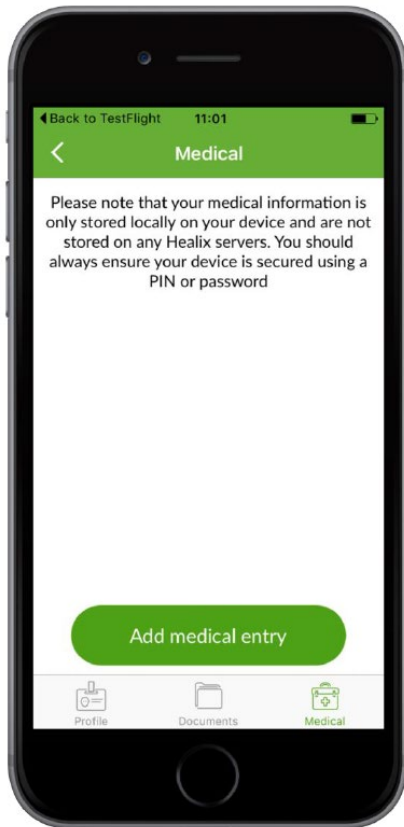 Back to TestFlight 11:01
Medical
Please note that your medical information is
only stored locally on your device and are not
stored on any Healix servers. You should
always ensure your device is secured using a
PIN or password
Add medical entry
Profile Documents Medical